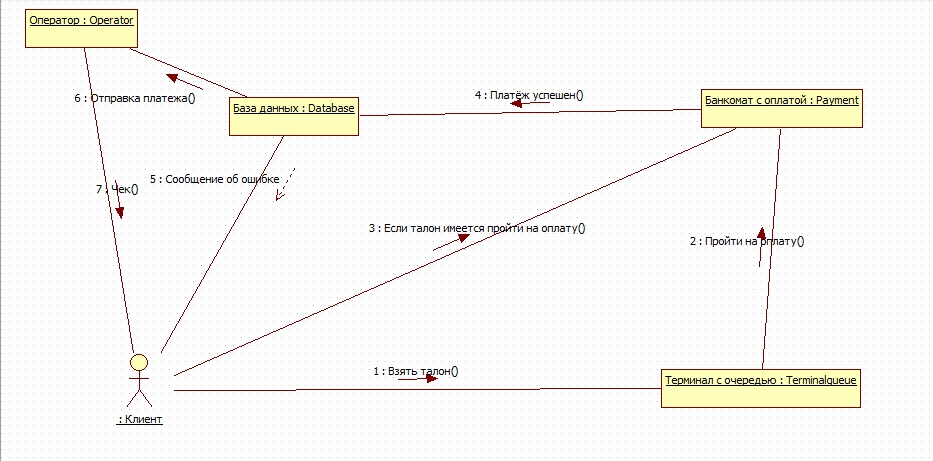 Оператор : Operator
6 : Отправка платежа()
База данных : Database
4 : Платёж успешен()
Банкомат с оплатой : Payment
5 : Сообщение об ошибке
7 : Чек()
3 : Если талон имеется пройти на оплату()
2 : Пройти на оплату()
1 : Взять талон()
Терминал с очередью : Terminalqueue
: Клиент